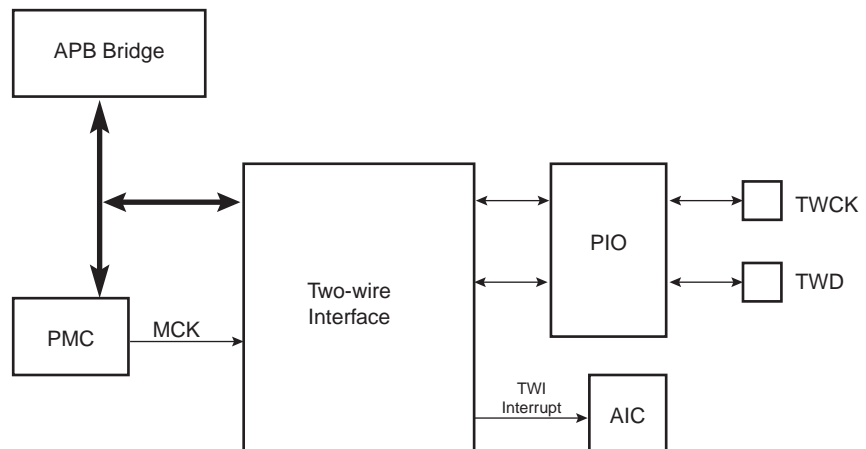 APB Bridge
TWCK
PIO
TWD
Two-wire
Interface
PMC
MCK
TWI
Interrupt
AIC